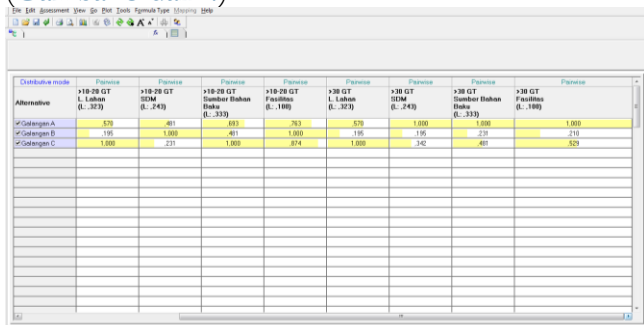 File Edit Assessment View Go Plot Tools Formula Type Mapping Help
Distributive mode Pairwise Pairwise Pairwise Pairwise Pairwise Pairwise Pairwise Pairwise
Alternative >10-20 GT L. Lahan (L: ,323) >10-20 GT SDM (L: ,243) >10-20 GT Sumber Bahan Baku (L: ,333) >10-20 GT Fasilitas (L: ,100) >30 GT L. Lahan (L: ,323) >30 GT SDM (L: ,243) >30 GT Sumber Bahan Baku (L: ,333) >30 GT Fasilitas (L: ,100)
Galangan A ,570 ,481 ,693 ,763 ,570 1,000 1,000 1,000
Galangan B ,195 1,000 ,481 1,000 ,195 ,195 ,231 ,210
Galangan C 1,000 ,231 1,000 ,874 1,000 ,342 ,481 ,529